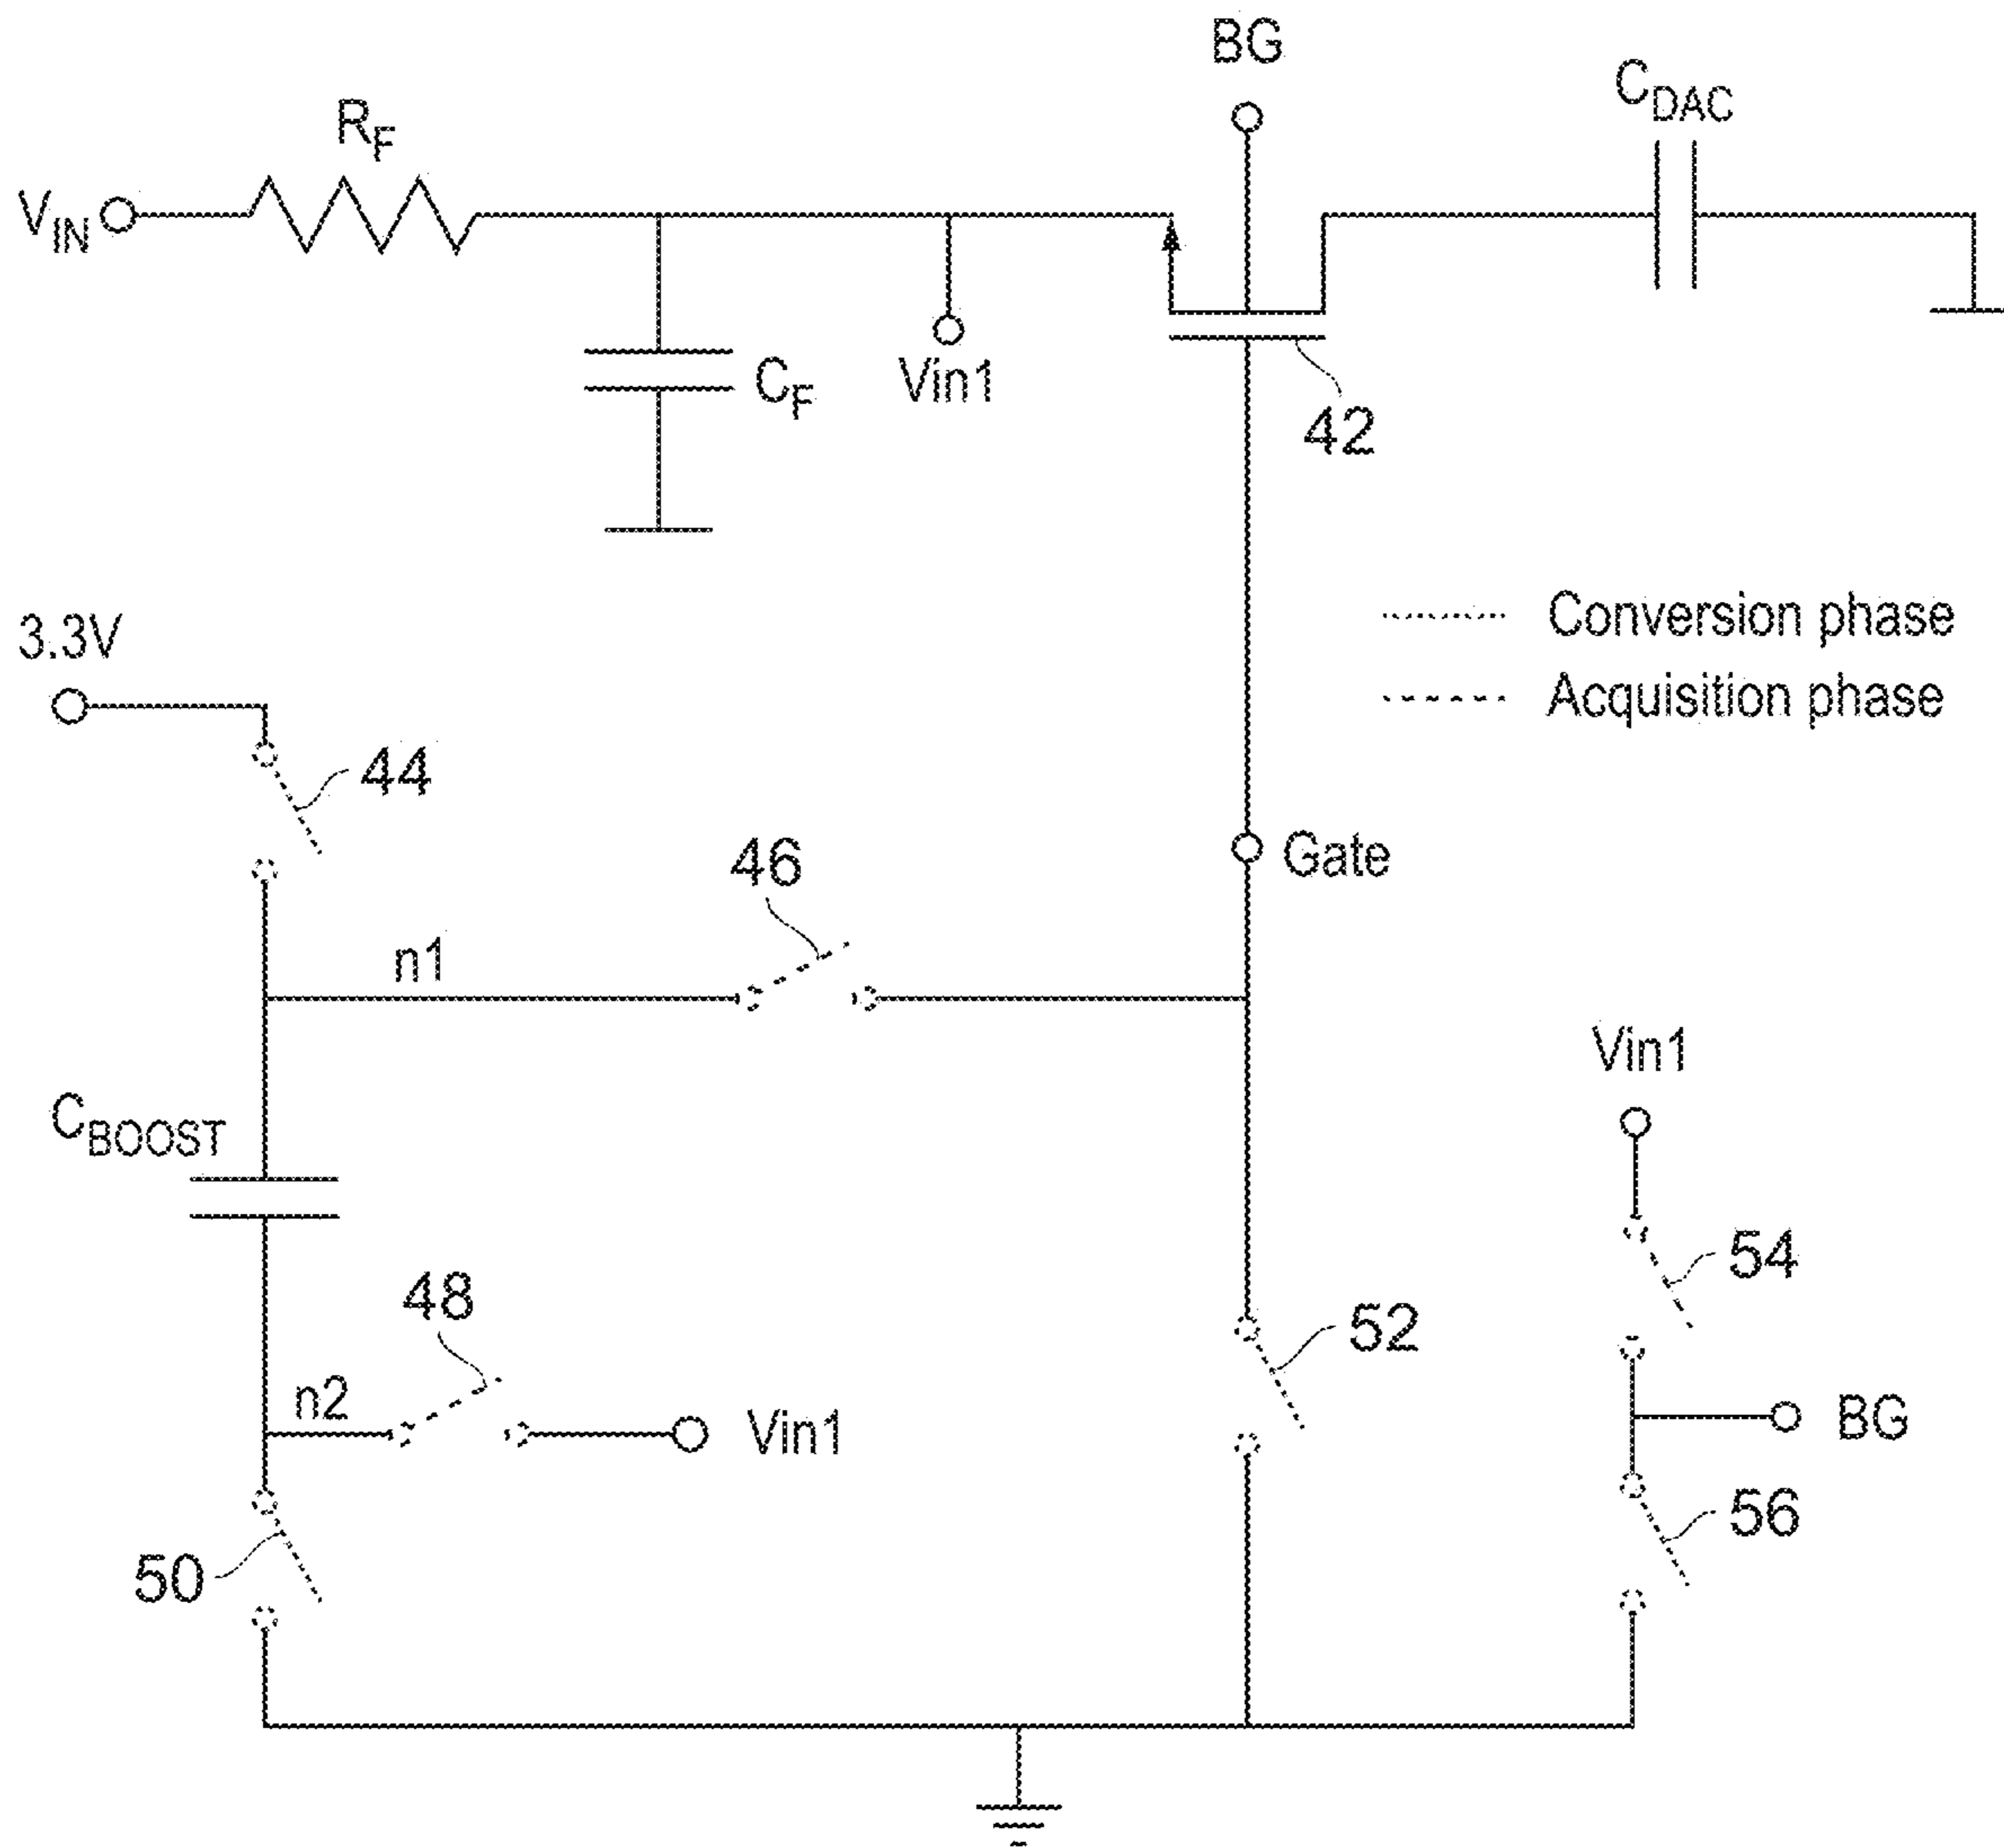 BG
C_DAC
R_F
V_IN
C_F
Vin1
42
3.3V
Conversion phase
Acquisition phase
44
46
Gate
n1
Vin1
C_BOOST
54
48
52
n2
Vin1
BG
50
56